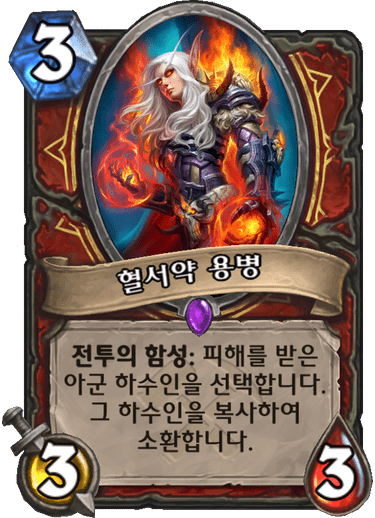 3
혈서약 용병
전투의 함성: 피해를 받은
아군 하수인을 선택합니다.
그 하수인을 복사하여
소환합니다.
3
3